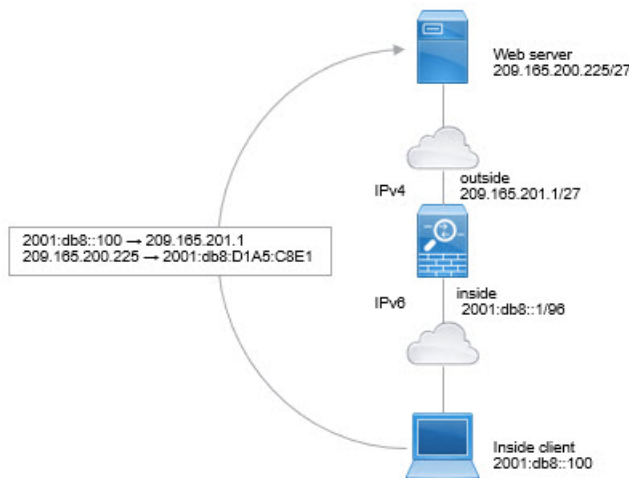 Web server
209.165.200.225/27
outside
209.165.201.1/27
IPv4
2001:db8::100 → 209.165.201.1
209.165.200.225 → 2001:db8:D1A5:C8E1
IPv6
inside
2001:db8::1/96
Inside client
2001:db8::100